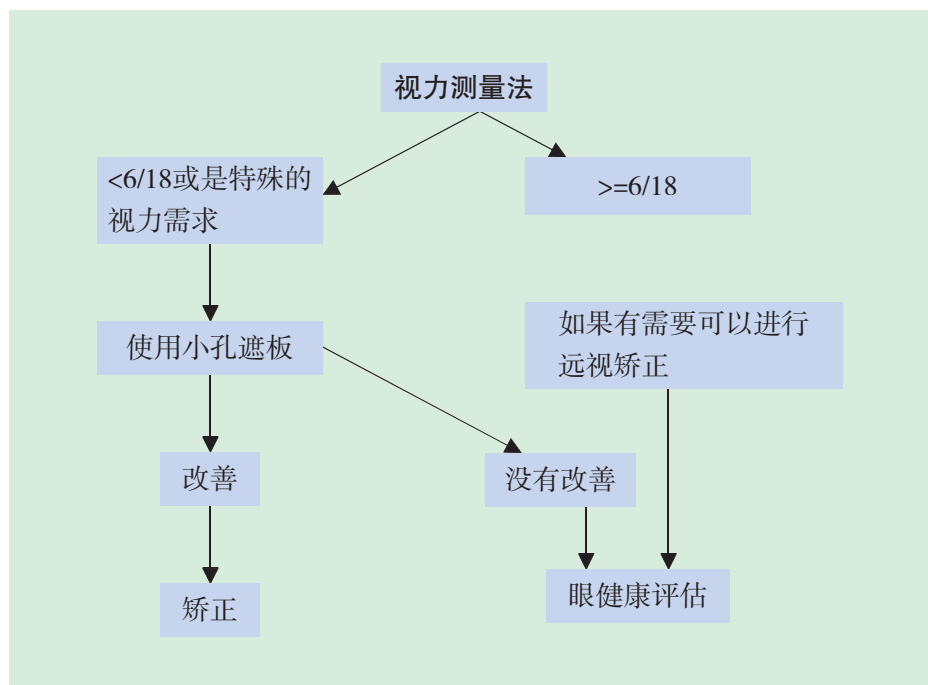 视力测量法
<6/18或是特殊的
视力需求
>=6/18
使用小孔遮板
如果有需要可以进行
远视矫正
改善
没有改善
矫正
眼健康评估